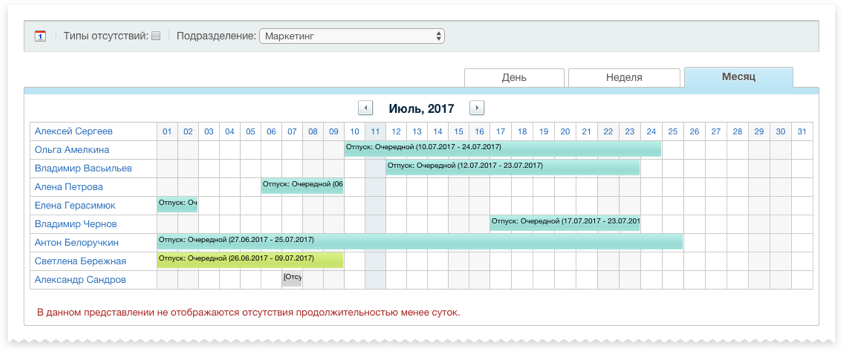 1 Типы отсутствий: Подразделение: Маркетинг
День Неделя Месяц
Июль, 2017
Алексей Сергеев 01 02 03 04 05 06 07 08 09 10 11 12 13 14 15 16 17 18 19 20 21 22 23 24 25 26 27 28 29 30 31
Ольга Амелкина Отпуск: Очередной (10.07.2017 - 24.07.2017)
Владимир Васьильев Отпуск: Очередной (12.07.2017 - 23.07.2017)
Алена Петрова Отпуск: Очередной (06
Елена Герасимюк Отпуск: Оч
Владимир Чернов Отпуск: Очередной (17.07.2017 - 23.07.201
Антон Белоручкин Отпуск: Очередной (27.06.2017 - 25.07.2017)
Светлена Бережная Отпуск: Очередной (26.06.2017 - 09.07.2017)
Александр Сандров [Отсу
В данном представлении не отображаются отсутствия продолжительностью менее суток.